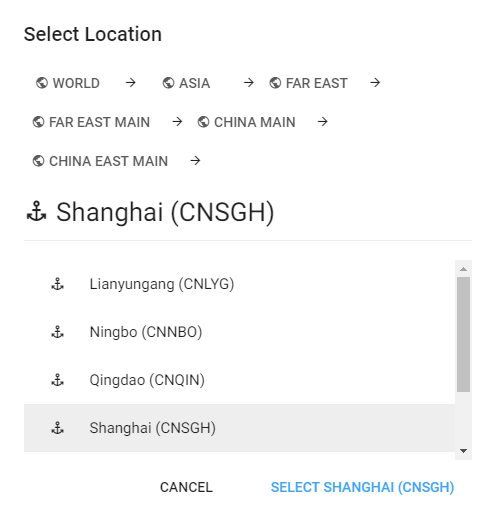 Select Location
WORLD → ASIA → FAR EAST →
FAR EAST MAIN → CHINA MAIN →
CHINA EAST MAIN →
Shanghai (CNSGH)
Lianyungang (CNLYG)
Ningbo (CNNBO)
Qingdao (CNQIN)
Shanghai (CNSGH)
CANCEL SELECT SHANGHAI (CNSGH)